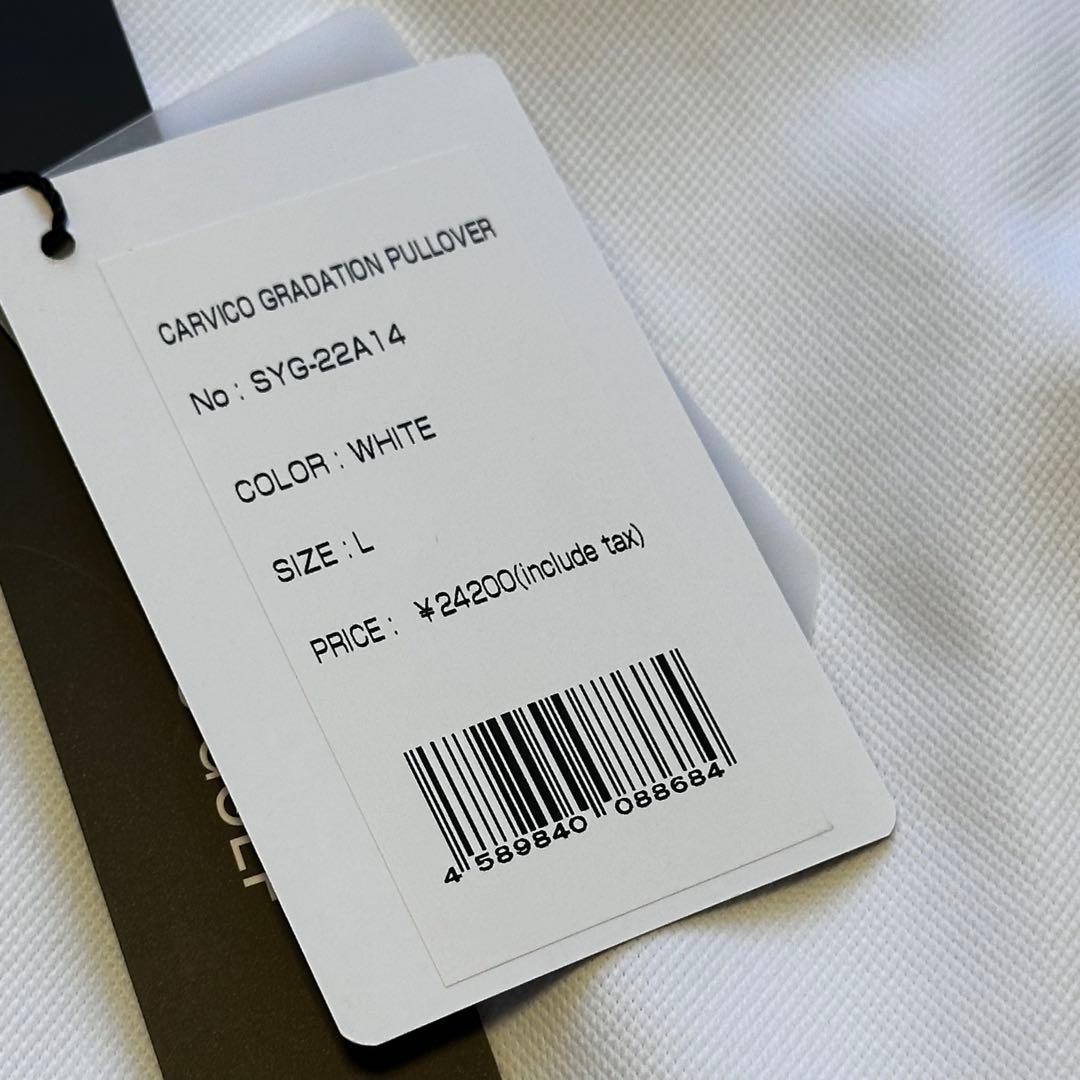 CARVICO GRADATION PULLOVER
No : SYG-22A14
COLOR : WHITE
SIZE : L
PRICE : ¥24200(include tax)
4 589840 088684